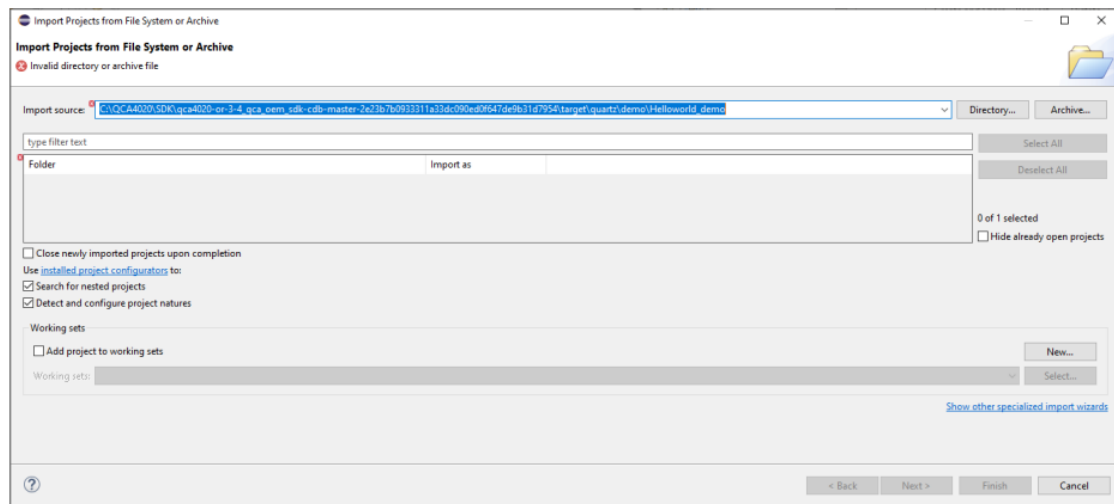 Import Projects from File System or Archive
Import Projects from File System or Archive
Invalid directory or archive file
Import source: C:\QCA4020\SDK\qca4020-or-3-4_qca_oem_sdk-cdb-master-2e23b7b0933311a33dc090ed0f647de9b31d7954\target\quartz\demo\Helloworld_demo Directory... Archive...
type filter text Select All
Folder Import as
Deselect All
0 of 1 selected
Hide already open projects
Close newly imported projects upon completion
Use installed project configurators to:
Search for nested projects
Detect and configure project natures
Working sets
Add project to working sets New...
Working sets: Select...
Show other specialized import wizards
? < Back Next > Finish Cancel